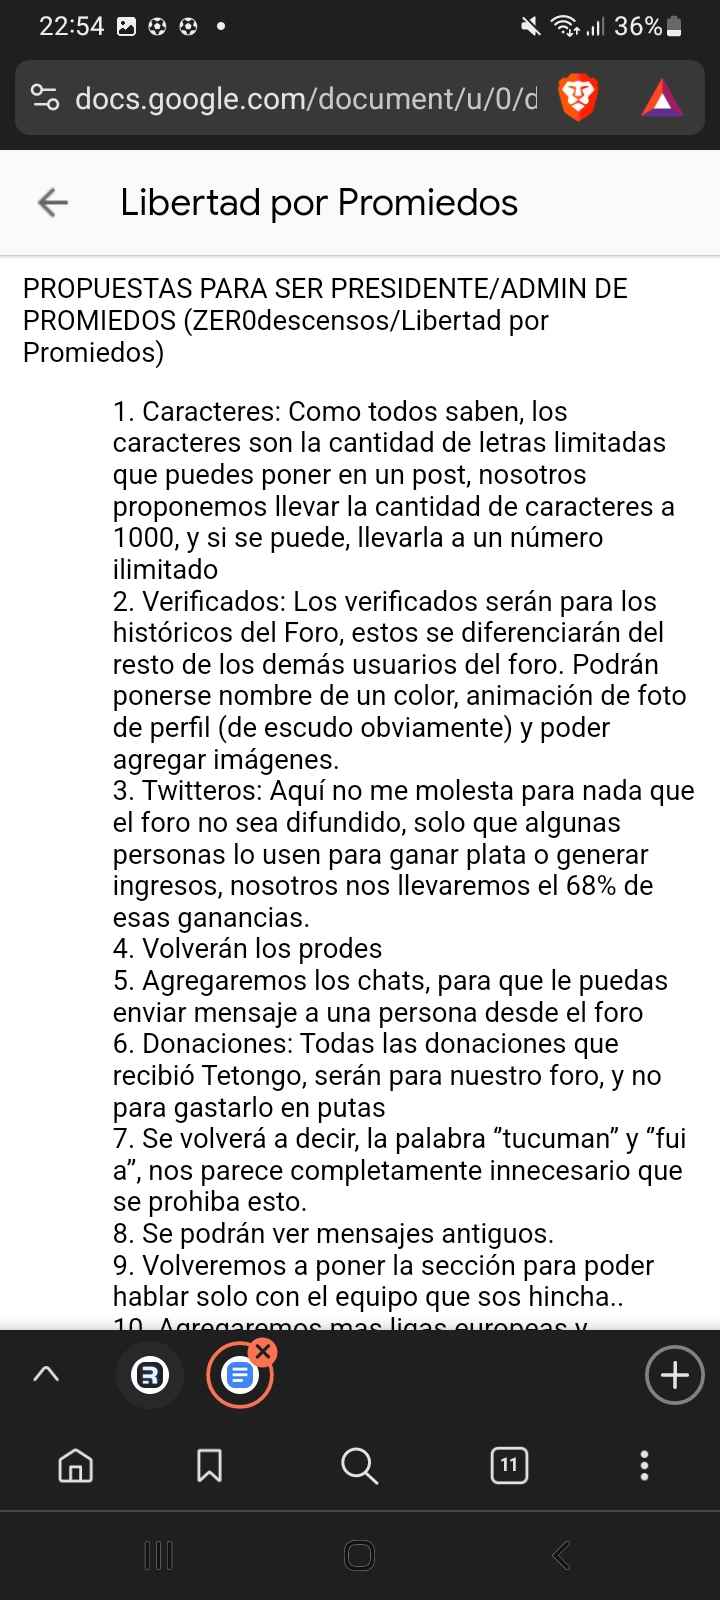 22:54
36%
docs.google.com/document/u/0/d
Libertad por Promiedos
PROPUESTAS PARA SER PRESIDENTE/ADMIN DE
PROMIEDOS (ZER0descensos/Libertad por
Promiedos)
1. Caracteres: Como todos saben, los
caracteres son la cantidad de letras limitadas
que puedes poner en un post, nosotros
proponemos llevar la cantidad de caracteres a
1000, y si se puede, llevarla a un número
ilimitado
2. Verificados: Los verificados serán para los
históricos del Foro, estos se diferenciarán del
resto de los demás usuarios del foro. Podrán
ponerse nombre de un color, animación de foto
de perfil (de escudo obviamente) y poder
agregar imágenes.
3. Twitteros: Aquí no me molesta para nada que
el foro no sea difundido, solo que algunas
personas lo usen para ganar plata o generar
ingresos, nosotros nos llevaremos el 68% de
esas ganancias.
4. Volverán los prodes
5. Agregaremos los chats, para que le puedas
enviar mensaje a una persona desde el foro
6. Donaciones: Todas las donaciones que
recibió Tetongo, serán para nuestro foro, y no
para gastarlo en putas
7. Se volverá a decir, la palabra “tucuman” y “fui
a”, nos parece completamente innecesario que
se prohiba esto.
8. Se podrán ver mensajes antiguos.
9. Volveremos a poner la sección para poder
hablar solo con el equipo que sos hincha..
10. Agregaremos mas ligas europeas y
11